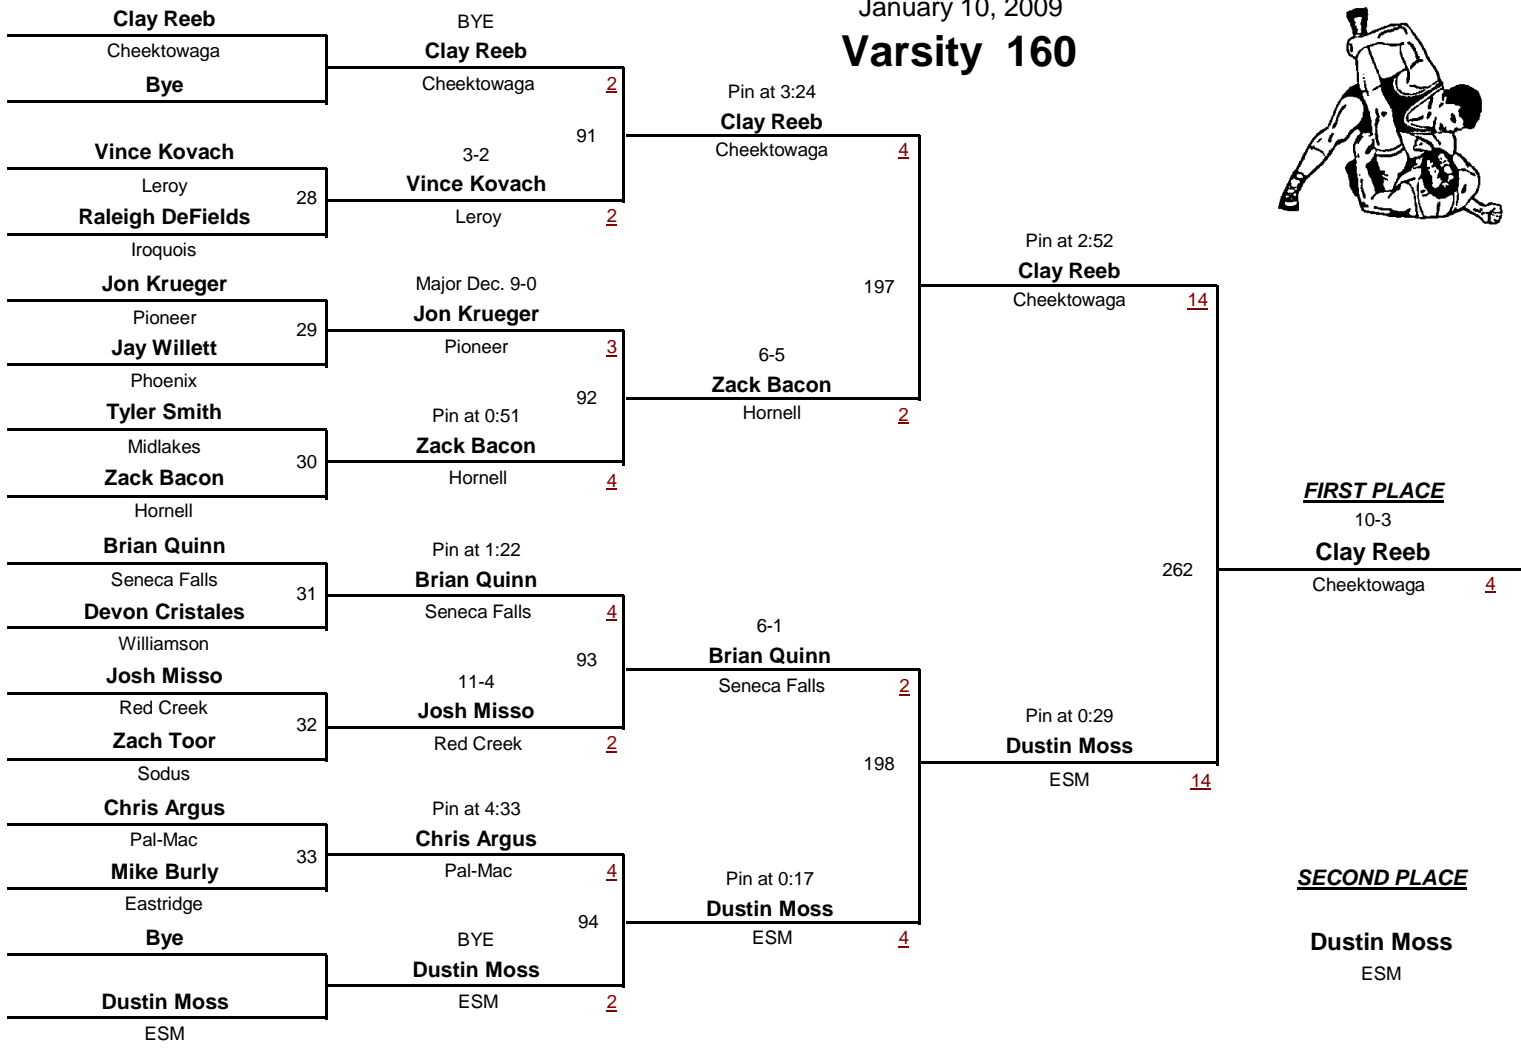 January 10, 2009
Varsity 160
Clay Reeb
Cheektowaga
Bye
Vince Kovach
Leroy
28
Raleigh DeFields
Iroquois
Jon Krueger
Pioneer
29
Jay Willett
Phoenix
Tyler Smith
Midlakes
30
Zack Bacon
Hornell
Brian Quinn
Seneca Falls
31
Devon Cristales
Williamson
Josh Misso
Red Creek
32
Zach Toor
Sodus
Chris Argus
Pal-Mac
33
Mike Burly
Eastridge
Bye
Dustin Moss
ESM
BYE
Clay Reeb
Cheektowaga 2
91
3-2
Vince Kovach
Leroy 2
Major Dec. 9-0
Jon Krueger
Pioneer 3
92
Pin at 0:51
Zack Bacon
Hornell 4
Pin at 1:22
Brian Quinn
Seneca Falls 4
93
11-4
Josh Misso
Red Creek 2
Pin at 4:33
Chris Argus
Pal-Mac 4
94
BYE
Dustin Moss
ESM 2
Pin at 3:24
Clay Reeb
Cheektowaga 4
197
6-5
Zack Bacon
Hornell 2
6-1
Brian Quinn
Seneca Falls 2
198
Pin at 0:17
Dustin Moss
ESM 4
Pin at 2:52
Clay Reeb
Cheektowaga 14
262
Pin at 0:29
Dustin Moss
ESM 14
FIRST PLACE
10-3
Clay Reeb
Cheektowaga 4
SECOND PLACE
Dustin Moss
ESM